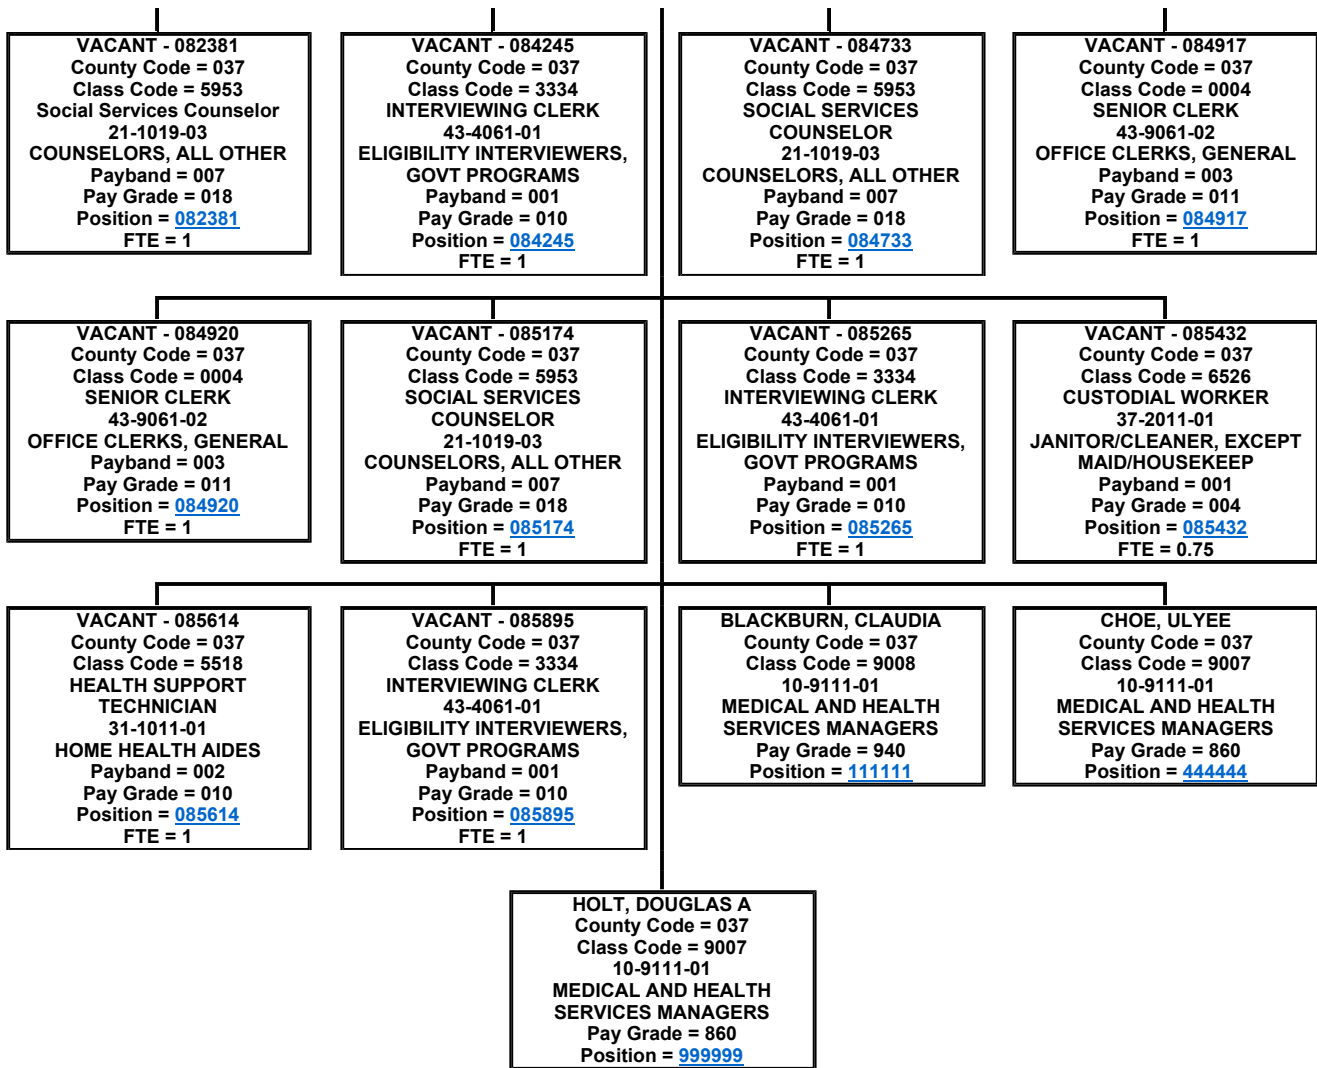 VACANT - 082381
County Code = 037
Class Code = 5953
Social Services Counselor
21-1019-03
COUNSELORS, ALL OTHER
Payband = 007
Pay Grade = 018
Position = 082381
FTE = 1
VACANT - 084245
County Code = 037
Class Code = 3334
INTERVIEWING CLERK
43-4061-01
ELIGIBILITY INTERVIEWERS,
GOVT PROGRAMS
Payband = 001
Pay Grade = 010
Position = 084245
FTE = 1
VACANT - 084733
County Code = 037
Class Code = 5953
SOCIAL SERVICES
COUNSELOR
21-1019-03
COUNSELORS, ALL OTHER
Payband = 007
Pay Grade = 018
Position = 084733
FTE = 1
VACANT - 084917
County Code = 037
Class Code = 0004
SENIOR CLERK
43-9061-02
OFFICE CLERKS, GENERAL
Payband = 003
Pay Grade = 011
Position = 084917
FTE = 1
VACANT - 084920
County Code = 037
Class Code = 0004
SENIOR CLERK
43-9061-02
OFFICE CLERKS, GENERAL
Payband = 003
Pay Grade = 011
Position = 084920
FTE = 1
VACANT - 085174
County Code = 037
Class Code = 5953
SOCIAL SERVICES
COUNSELOR
21-1019-03
COUNSELORS, ALL OTHER
Payband = 007
Pay Grade = 018
Position = 085174
FTE = 1
VACANT - 085265
County Code = 037
Class Code = 3334
INTERVIEWING CLERK
43-4061-01
ELIGIBILITY INTERVIEWERS,
GOVT PROGRAMS
Payband = 001
Pay Grade = 010
Position = 085265
FTE = 1
VACANT - 085432
County Code = 037
Class Code = 6526
CUSTODIAL WORKER
37-2011-01
JANITOR/CLEANER, EXCEPT
MAID/HOUSEKEEP
Payband = 001
Pay Grade = 004
Position = 085432
FTE = 0.75
VACANT - 085614
County Code = 037
Class Code = 5518
HEALTH SUPPORT
TECHNICIAN
31-1011-01
HOME HEALTH AIDES
Payband = 002
Pay Grade = 010
Position = 085614
FTE = 1
VACANT - 085895
County Code = 037
Class Code = 3334
INTERVIEWING CLERK
43-4061-01
ELIGIBILITY INTERVIEWERS,
GOVT PROGRAMS
Payband = 001
Pay Grade = 010
Position = 085895
FTE = 1
BLACKBURN, CLAUDIA
County Code = 037
Class Code = 9008
10-9111-01
MEDICAL AND HEALTH
SERVICES MANAGERS
Pay Grade = 940
Position = 111111
CHOE, ULYEE
County Code = 037
Class Code = 9007
10-9111-01
MEDICAL AND HEALTH
SERVICES MANAGERS
Pay Grade = 860
Position = 444444
HOLT, DOUGLAS A
County Code = 037
Class Code = 9007
10-9111-01
MEDICAL AND HEALTH
SERVICES MANAGERS
Pay Grade = 860
Position = 999999